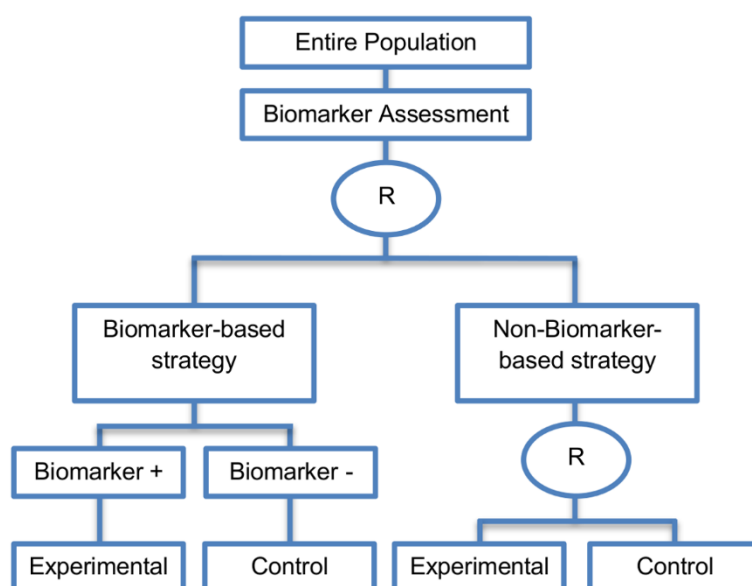 Entire Population
Biomarker Assessment
R
Biomarker-based
strategy
Non-Biomarker-
based strategy
Biomarker +
Biomarker -
R
Experimental
Control
Experimental
Control